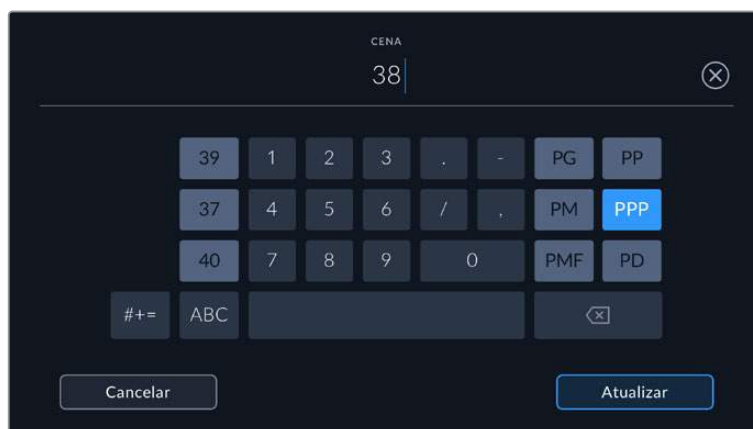 CENA
38
39 1 2 3 . - PG PP
37 4 5 6 / , PM PPP
40 7 8 9 0 PMF PD
#+= ABC
Cancelar Atualizar